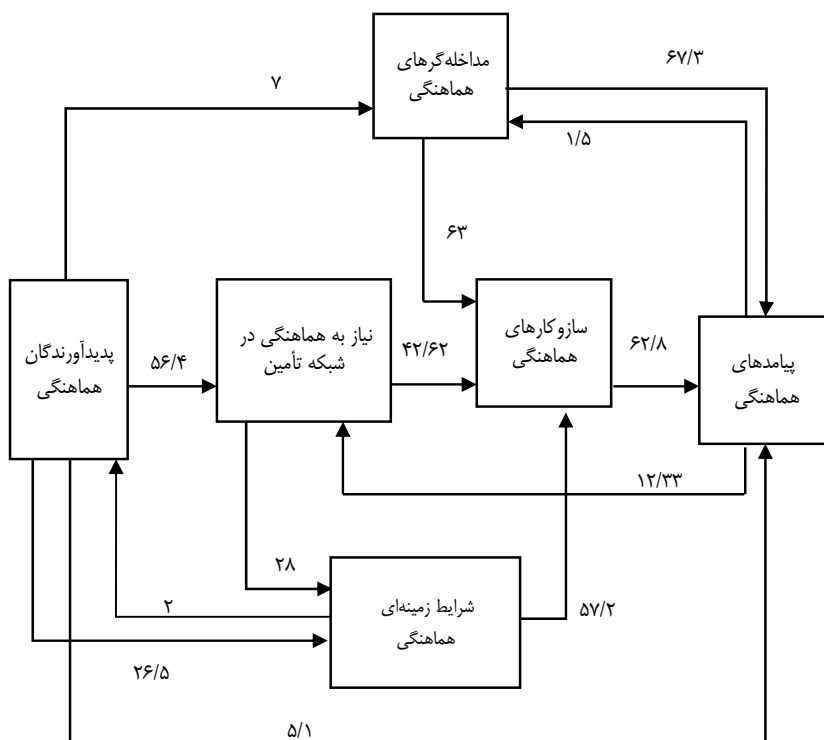 مداخله‌گرهای
هماهنگی
۶۷/۳
۷
۱/۵
۶۳
پدیدآورندگان
هماهنگی
۵۶/۴
نیاز به هماهنگی در
شبکه تأمین
۴۲/۶۲
سازوکارهای
هماهنگی
۶۲/۸
پیامدهای
هماهنگی
۱۲/۳۳
۲۸
۲
شرایط زمینه‌ای
هماهنگی
۵۷/۲
۲۶/۵
۵/۱